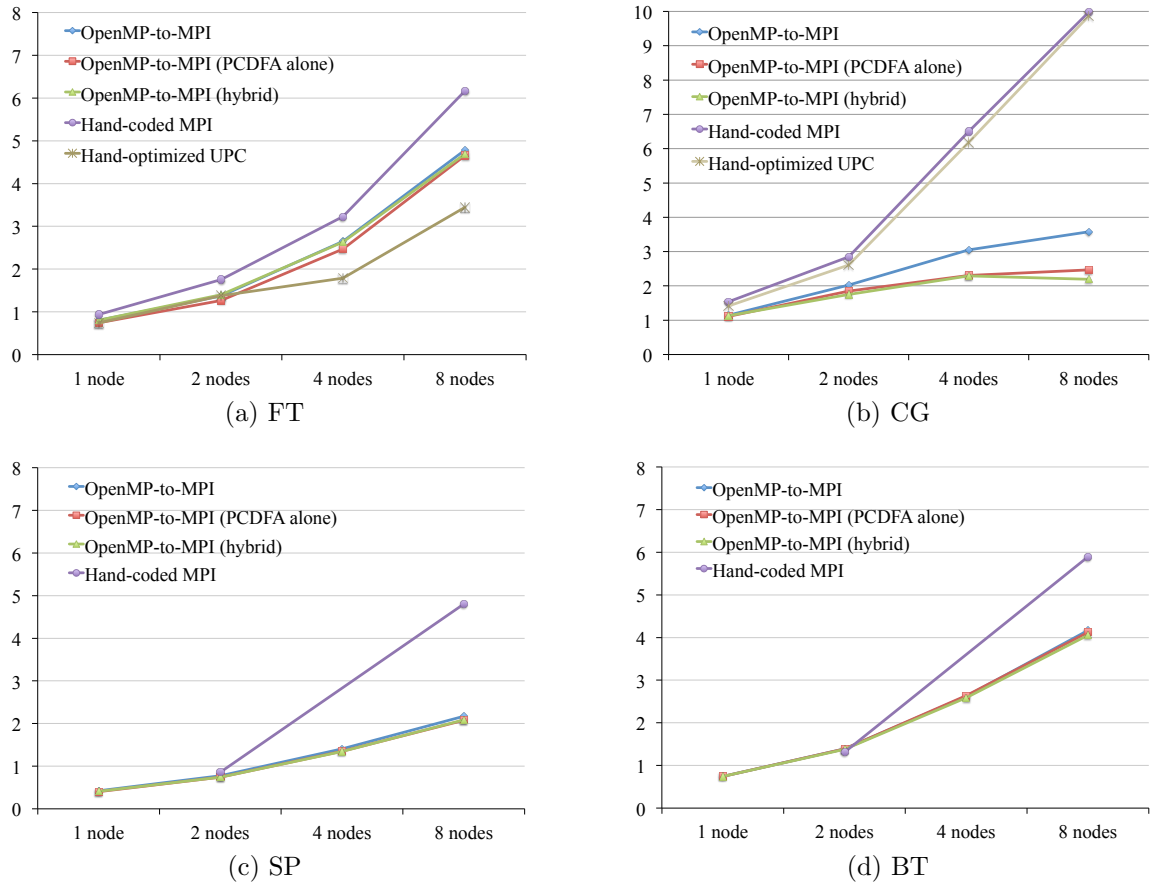 8
7
6
5
4
3
2
1
0
OpenMP-to-MPI
OpenMP-to-MPI (PCDFA alone)
OpenMP-to-MPI (hybrid)
Hand-coded MPI
Hand-optimized UPC
1 node 2 nodes 4 nodes 8 nodes
(a) FT
10
9
8
7
6
5
4
3
2
1
0
OpenMP-to-MPI
OpenMP-to-MPI (PCDFA alone)
OpenMP-to-MPI (hybrid)
Hand-coded MPI
Hand-optimized UPC
1 node 2 nodes 4 nodes 8 nodes
(b) CG
8
7
6
5
4
3
2
1
0
OpenMP-to-MPI
OpenMP-to-MPI (PCDFA alone)
OpenMP-to-MPI (hybrid)
Hand-coded MPI
1 node 2 nodes 4 nodes 8 nodes
(c) SP
8
7
6
5
4
3
2
1
0
OpenMP-to-MPI
OpenMP-to-MPI (PCDFA alone)
OpenMP-to-MPI (hybrid)
Hand-coded MPI
1 node 2 nodes 4 nodes 8 nodes
(d) BT